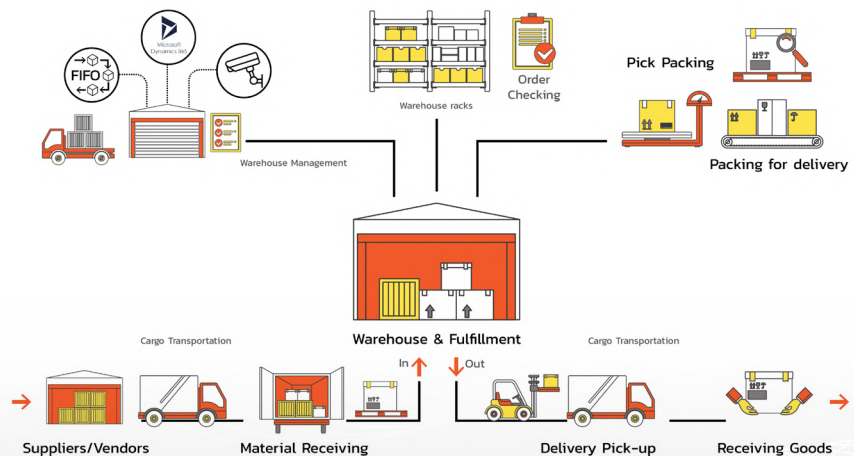 Microsoft
Dynamics 365
FIFO
Warehouse Management
Warehouse racks
Order
Checking
Pick Packing
Packing for delivery
Warehouse & Fulfillment
In
Out
Cargo Transportation
Cargo Transportation
Suppliers/Vendors
Material Receiving
Delivery Pick-up
Receiving Goods